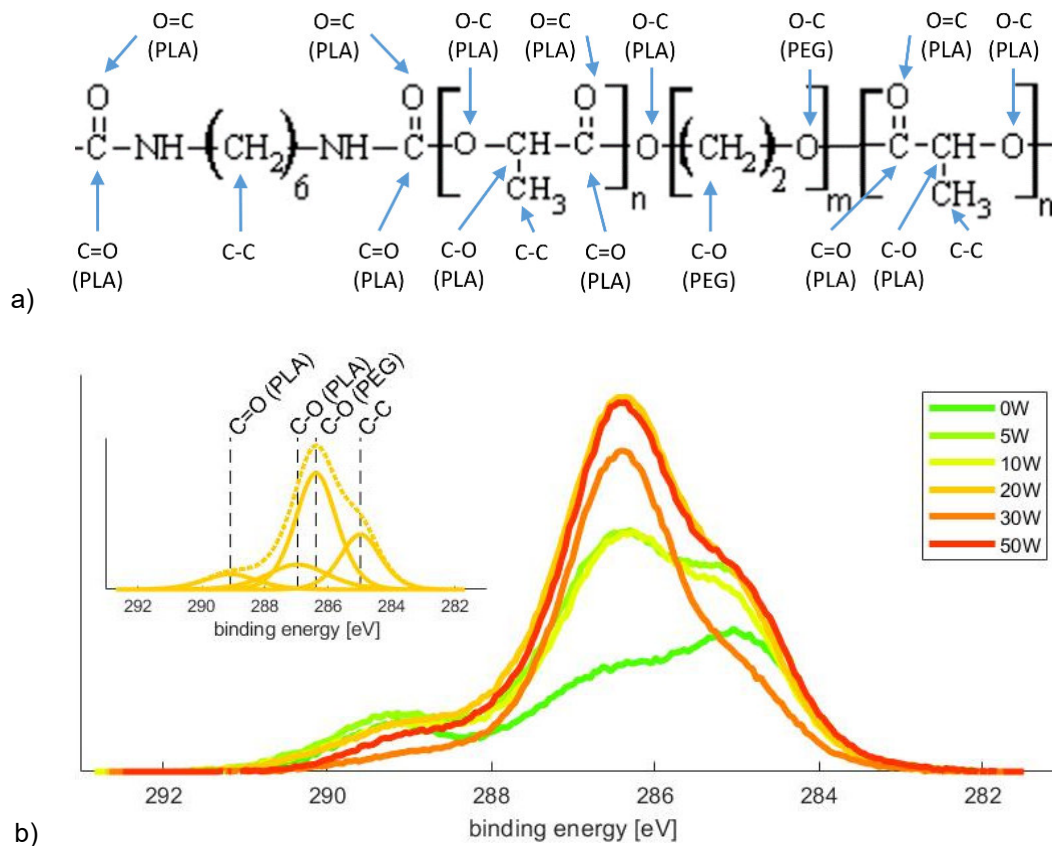 O=C O=C O-C O=C O-C O-C O=C O-C
(PLA) (PLA) (PLA) (PLA) (PLA) (PEG) (PLA) (PLA)
O O O O
-C-NH-(CH2)6-NH-C-[O-CH-C]n-O-[(CH2)2-O]m-[C-CH-O-]n
CH3 CH3
C=O C-C C=O C-O C-C C=O C-O C=O C-O C-C
(PLA) (PLA) (PLA) (PLA) (PEG) (PLA) (PLA)
a)
C=O (PLA)
C-O (PLA)
C-O (PEG)
C-C
292 290 288 286 284 282
binding energy [eV]
0W
5W
10W
20W
30W
50W
292 290 288 286 284 282
binding energy [eV]
b)